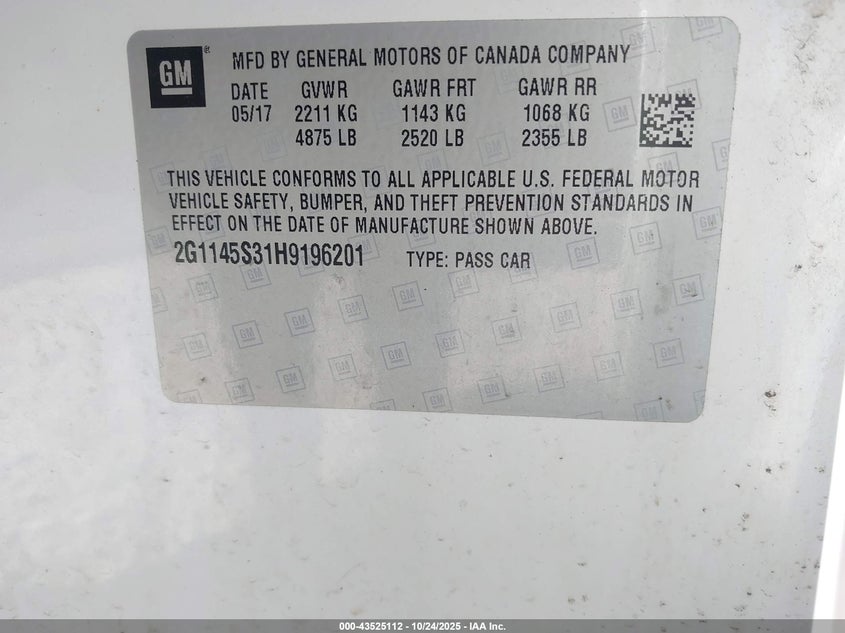 GM®
MFD BY GENERAL MOTORS OF CANADA COMPANY
DATE GVWR GAWR FRT GAWR RR
05/17 2211 KG 1143 KG 1068 KG
4875 LB 2520 LB 2355 LB
THIS VEHICLE CONFORMS TO ALL APPLICABLE U.S. FEDERAL MOTOR
VEHICLE SAFETY, BUMPER, AND THEFT PREVENTION STANDARDS IN
EFFECT ON THE DATE OF MANUFACTURE SHOWN ABOVE.
2G1145S31H9196201 TYPE: PASS CAR
000-43525112 - 10/24/2025 - IAA Inc.